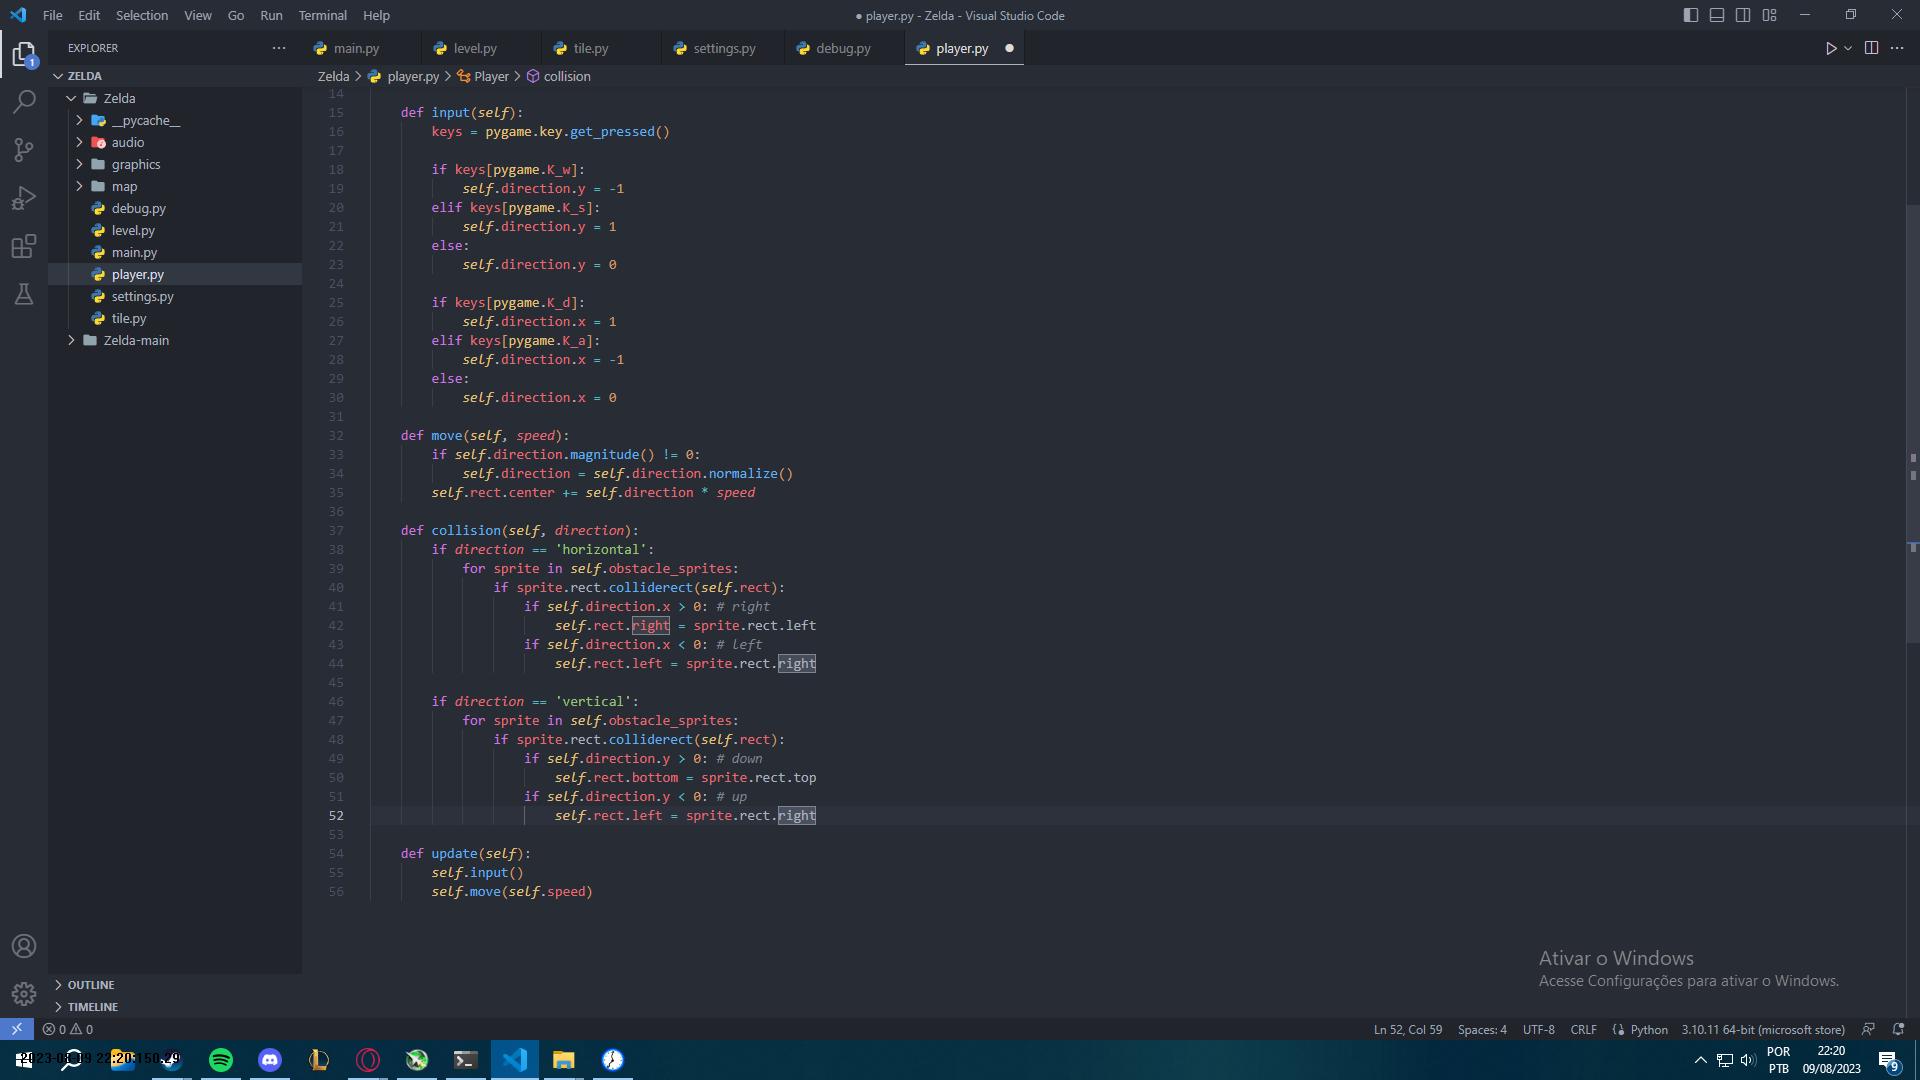 File Edit Selection View Go Run Terminal Help
● player.py - Zelda - Visual Studio Code
EXPLORER
main.py level.py tile.py settings.py debug.py player.py
ZELDA
Zelda
__pycache__
audio
graphics
map
debug.py
level.py
main.py
player.py
settings.py
tile.py
Zelda-main
OUTLINE
TIMELINE
Zelda > player.py > Player > collision
14
15 def input(self):
16 keys = pygame.key.get_pressed()
17
18 if keys[pygame.K_w]:
19 self.direction.y = -1
20 elif keys[pygame.K_s]:
21 self.direction.y = 1
22 else:
23 self.direction.y = 0
24
25 if keys[pygame.K_d]:
26 self.direction.x = 1
27 elif keys[pygame.K_a]:
28 self.direction.x = -1
29 else:
30 self.direction.x = 0
31
32 def move(self, speed):
33 if self.direction.magnitude() != 0:
34 self.direction = self.direction.normalize()
35 self.rect.center += self.direction * speed
36
37 def collision(self, direction):
38 if direction == 'horizontal':
39 for sprite in self.obstacle_sprites:
40 if sprite.rect.colliderect(self.rect):
41 if self.direction.x > 0: # right
42 self.rect.right = sprite.rect.left
43 if self.direction.x < 0: # left
44 self.rect.left = sprite.rect.right
45
46 if direction == 'vertical':
47 for sprite in self.obstacle_sprites:
48 if sprite.rect.colliderect(self.rect):
49 if self.direction.y > 0: # down
50 self.rect.bottom = sprite.rect.top
51 if self.direction.y < 0: # up
52 self.rect.left = sprite.rect.right
53
54 def update(self):
55 self.input()
56 self.move(self.speed)
Ativar o Windows
Acesse Configurações para ativar o Windows.
0 0
Ln 52, Col 59 Spaces: 4 UTF-8 CRLF Python 3.10.11 64-bit (microsoft store)
POR
PTB
22:20
09/08/2023
9
1